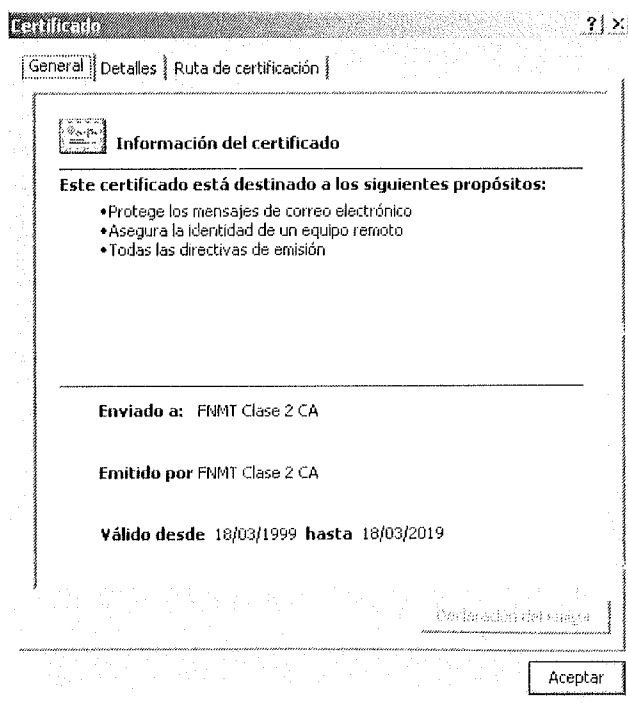 Certificado
General Detalles Ruta de certificación
Información del certificado
Este certificado está destinado a los siguientes propósitos:
•Protege los mensajes de correo electrónico
•Asegura la identidad de un equipo remoto
•Todas las directivas de emisión
Enviado a: FNMT Clase 2 CA
Emitido por FNMT Clase 2 CA
Válido desde 18/03/1999 hasta 18/03/2019
Declaración del
Aceptar